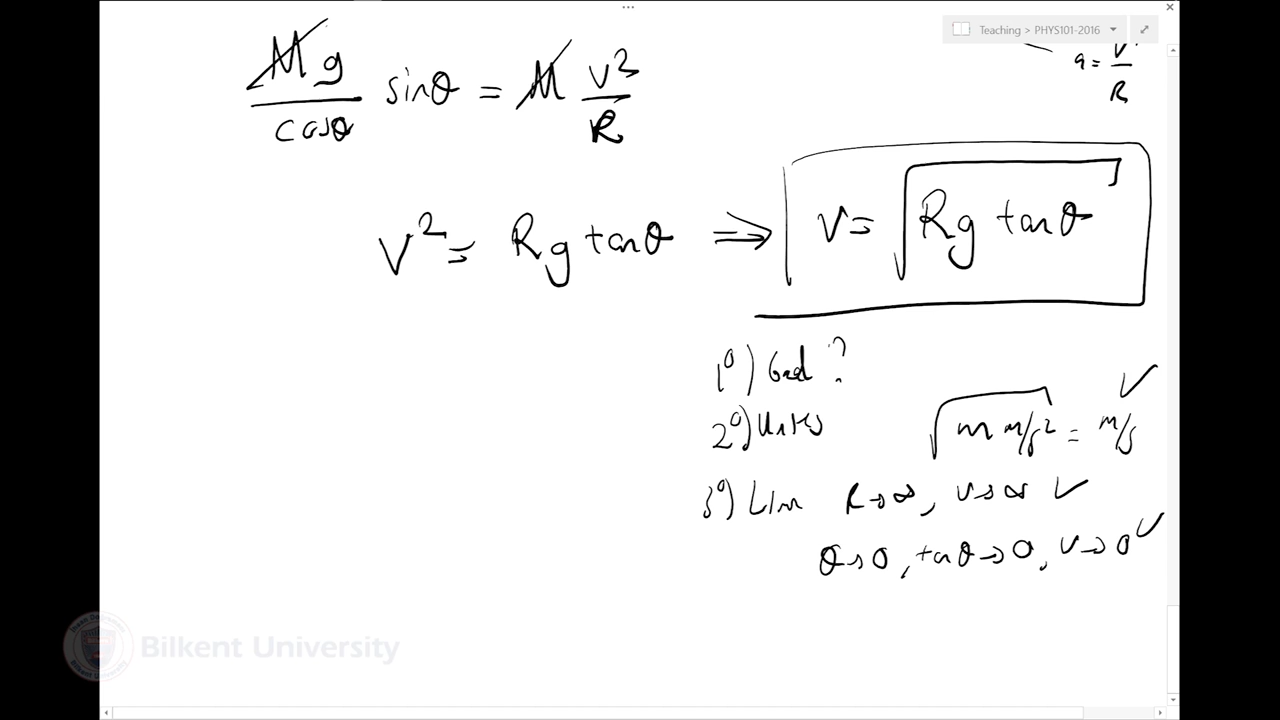 Teaching > PHYS101-2016
a = V²/R
Mg/cosθ sinθ = M V²/R
V² = Rg tanθ ⇒ V = √(Rg tanθ)
1°) Goal ?
2°) Units √(m m/s²) = m/s ✓
3°) Lim R→∞, V→∞ ✓
θ→0, tanθ→0, V→0 ✓
Bilkent University